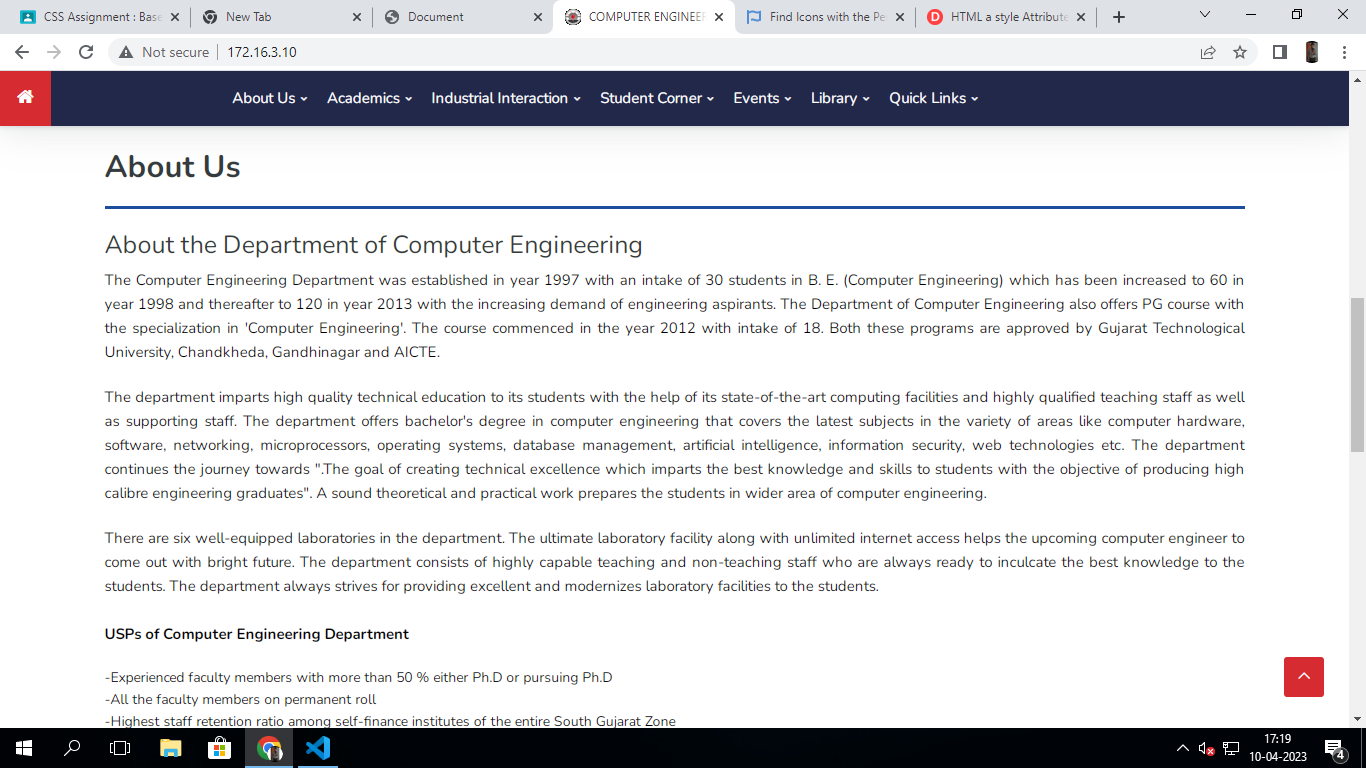 CSS Assignment : Base
New Tab
Document
COMPUTER ENGINEER
Find Icons with the Pe
HTML a style Attribute
Not secure
172.16.3.10
About Us
Academics
Industrial Interaction
Student Corner
Events
Library
Quick Links
About Us
About the Department of Computer Engineering
The Computer Engineering Department was established in year 1997 with an intake of 30 students in B. E. (Computer Engineering) which has been increased to 60 in
year 1998 and thereafter to 120 in year 2013 with the increasing demand of engineering aspirants. The Department of Computer Engineering also offers PG course with
the specialization in 'Computer Engineering'. The course commenced in the year 2012 with intake of 18. Both these programs are approved by Gujarat Technological
University, Chandkheda, Gandhinagar and AICTE.
The department imparts high quality technical education to its students with the help of its state-of-the-art computing facilities and highly qualified teaching staff as well
as supporting staff. The department offers bachelor's degree in computer engineering that covers the latest subjects in the variety of areas like computer hardware,
software, networking, microprocessors, operating systems, database management, artificial intelligence, information security, web technologies etc. The department
continues the journey towards ".The goal of creating technical excellence which imparts the best knowledge and skills to students with the objective of producing high
calibre engineering graduates". A sound theoretical and practical work prepares the students in wider area of computer engineering.
There are six well-equipped laboratories in the department. The ultimate laboratory facility along with unlimited internet access helps the upcoming computer engineer to
come out with bright future. The department consists of highly capable teaching and non-teaching staff who are always ready to inculcate the best knowledge to the
students. The department always strives for providing excellent and modernizes laboratory facilities to the students.
USPs of Computer Engineering Department
-Experienced faculty members with more than 50 % either Ph.D or pursuing Ph.D
-All the faculty members on permanent roll
-Highest staff retention ratio among self-finance institutes of the entire South Gujarat Zone
17:19
10-04-2023
4